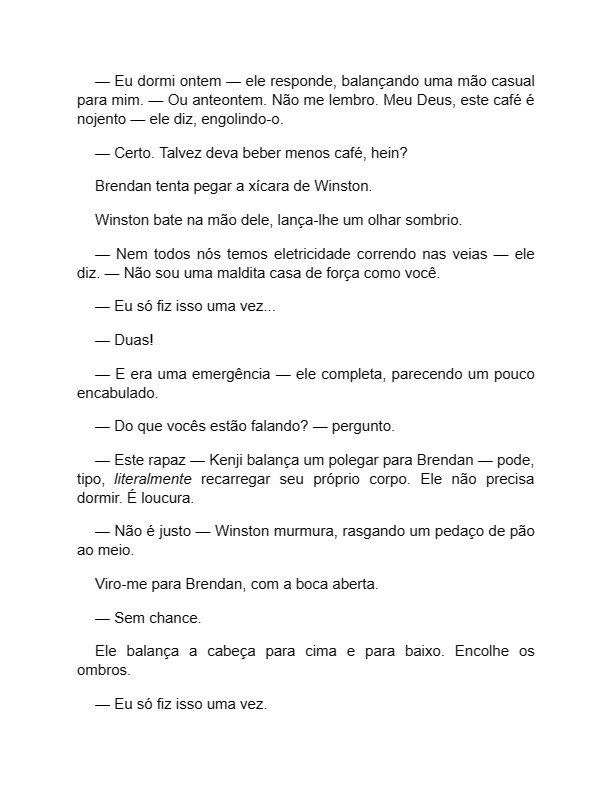 — Eu dormi ontem — ele responde, balançando uma mão casual
para mim. — Ou anteontem. Não me lembro. Meu Deus, este café é
nojento — ele diz, engolindo-o.
— Certo. Talvez deva beber menos café, hein?
Brendan tenta pegar a xícara de Winston.
Winston bate na mão dele, lança-lhe um olhar sombrio.
— Nem todos nós temos eletricidade correndo nas veias — ele
diz. — Não sou uma maldita casa de força como você.
— Eu só fiz isso uma vez...
— Duas!
— E era uma emergência — ele completa, parecendo um pouco
encabulado.
— Do que vocês estão falando? — pergunto.
— Este rapaz — Kenji balança um polegar para Brendan — pode,
tipo, literalmente recarregar seu próprio corpo. Ele não precisa
dormir. É loucura.
— Não é justo — Winston murmura, rasgando um pedaço de pão
ao meio.
Viro-me para Brendan, com a boca aberta.
— Sem chance.
Ele balança a cabeça para cima e para baixo. Encolhe os
ombros.
— Eu só fiz isso uma vez.